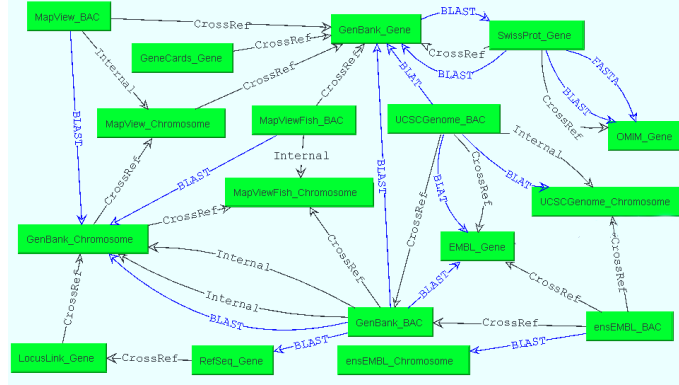 MapView_BAC
CrossRef
GenBank_Gene
BLAST
SwissProt_Gene
GeneCards_Gene
CrossRef
CrossRef
BLAST
Internal
CrossRef
CrossRef
BLAT
FASTA
BLAST
CrossRef
MapView_Chromosome
MapViewFish_BAC
UCSCGenome_BAC
OMIM_Gene
BLAST
Internal
Internal
CrossRef
BLAST
BLAT
CrossRef
BLAT
MapViewFish_Chromosome
UCSCGenome_Chromosome
CrossRef
CrossRef
BLAST
GenBank_Chromosome
EMBL_Gene
CrossRef
Internal
CrossRef
CrossRef
CrossRef
Internal
BLAST
GenBank_BAC
CrossRef
ensEMBL_BAC
BLAST
BLAST
BLAST
LocusLink_Gene
CrossRef
RefSeq_Gene
ensEMBL_Chromosome